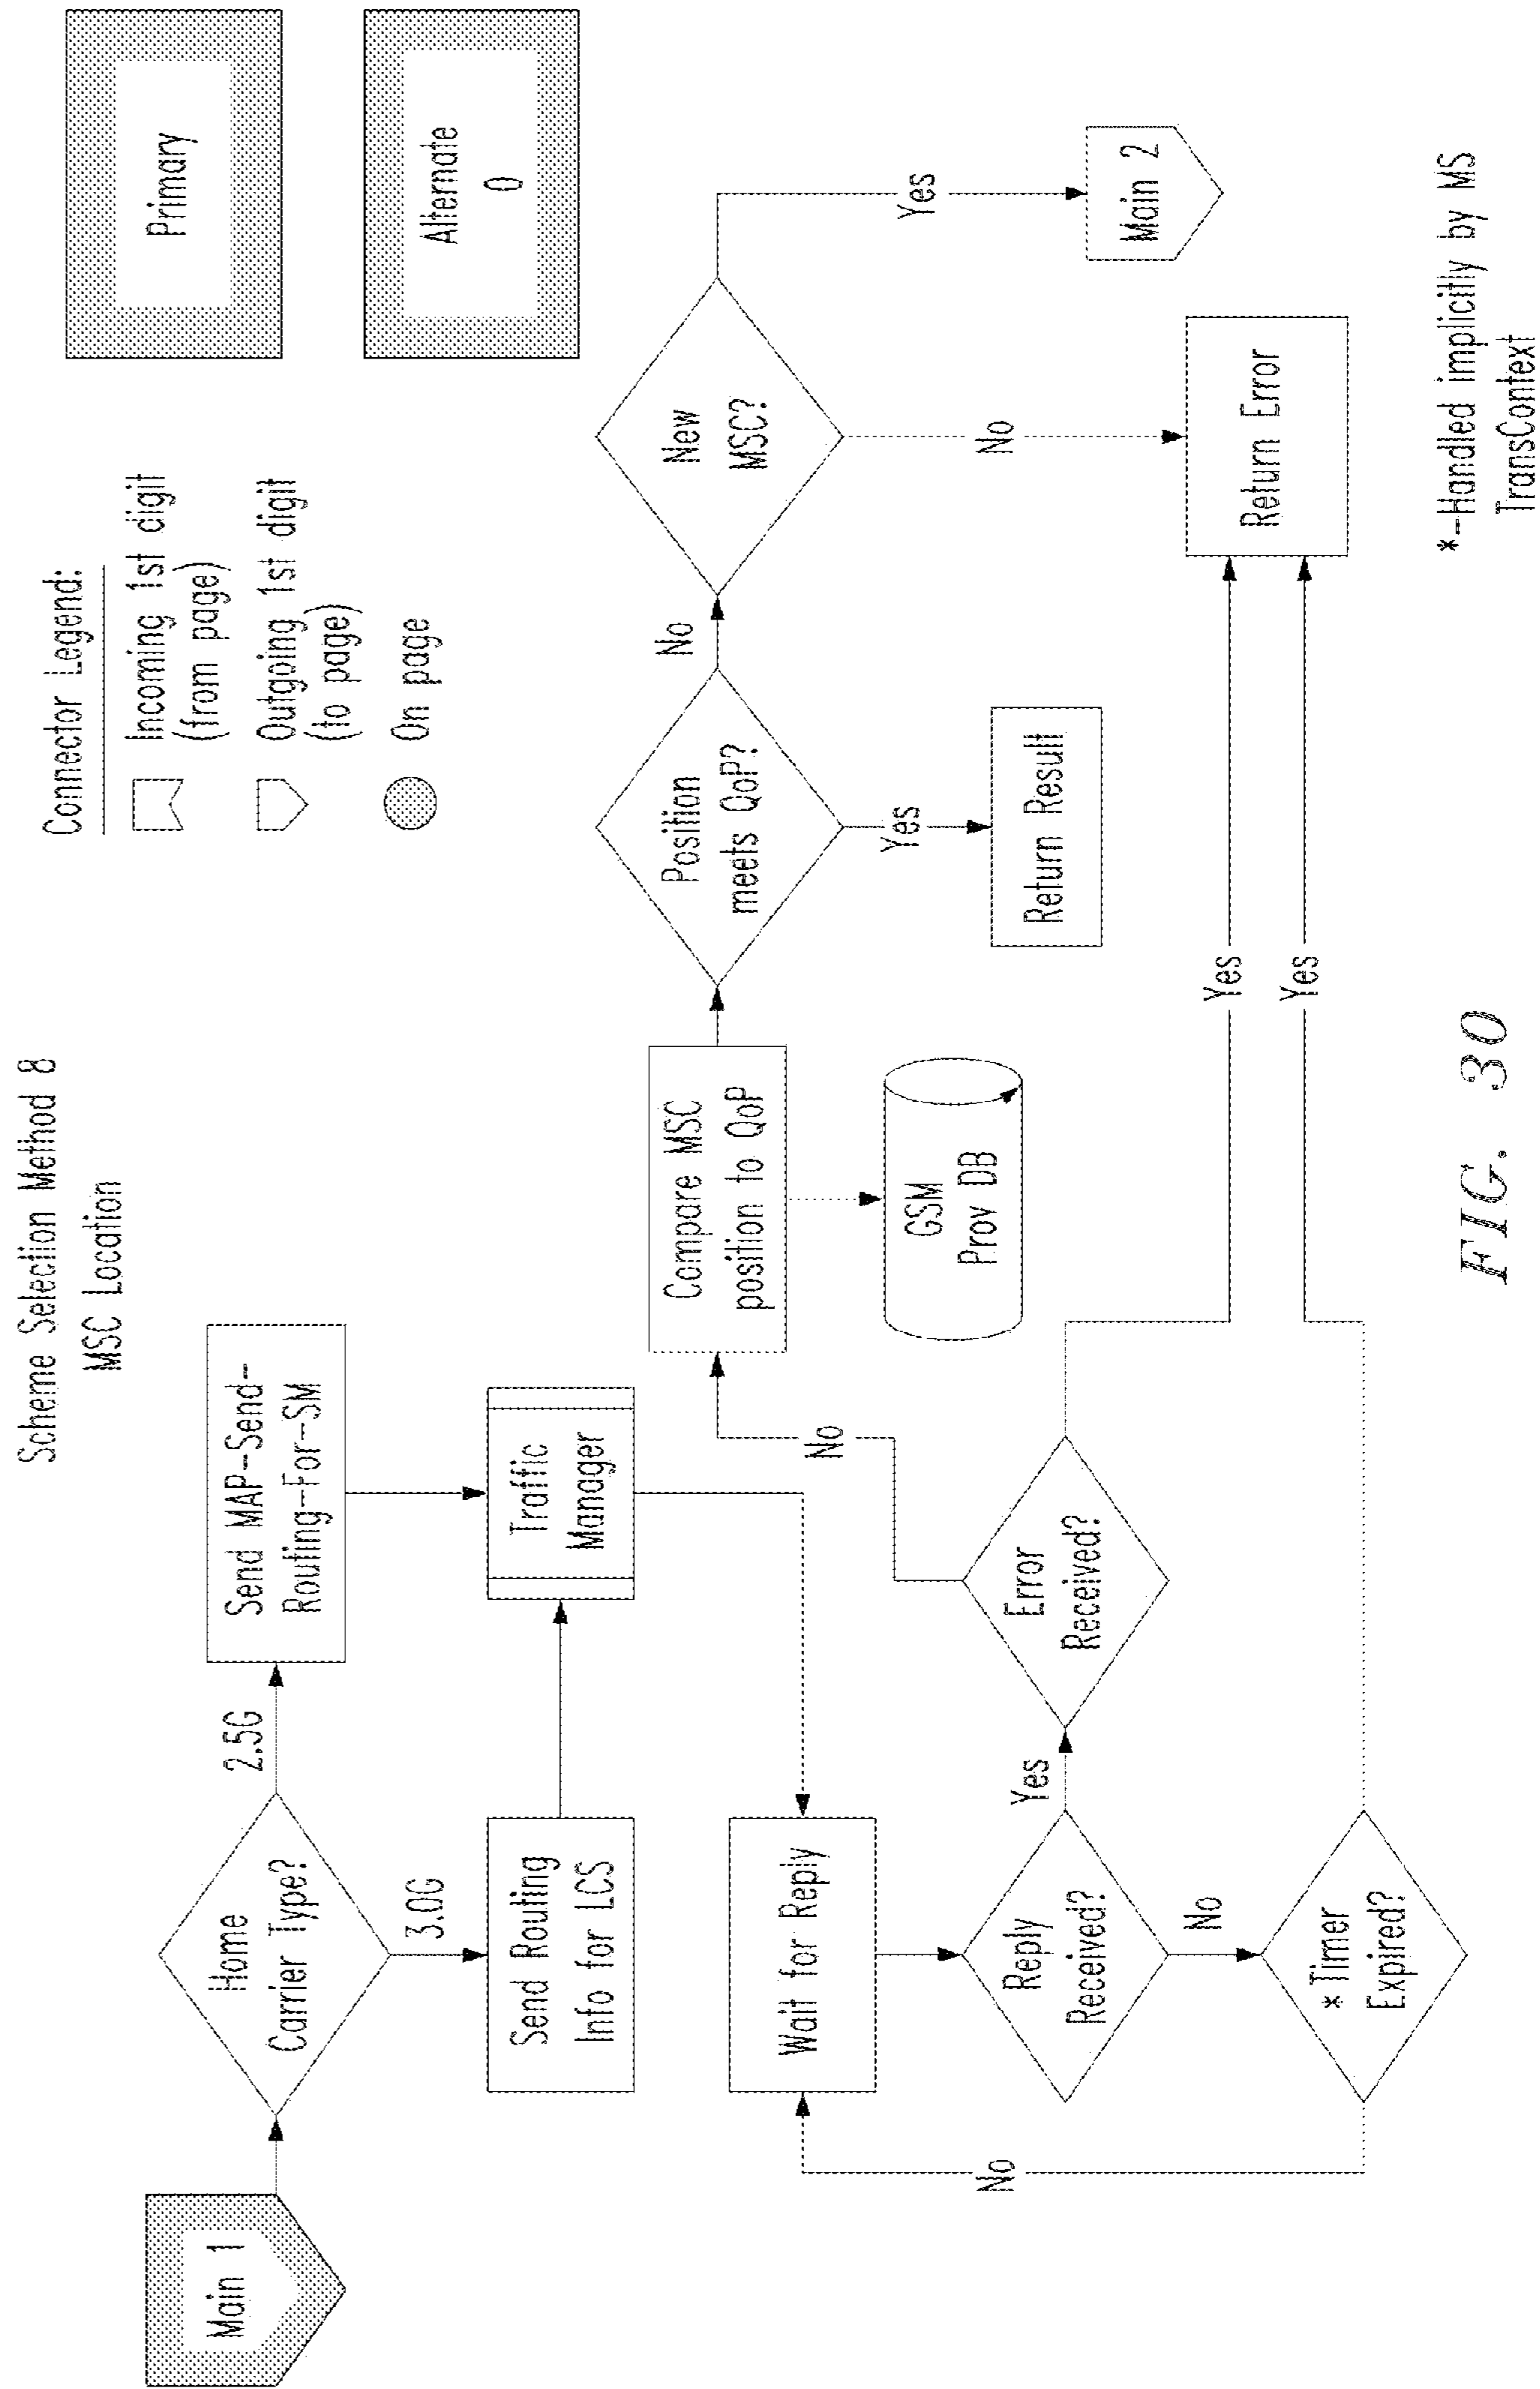 Scheme Selection Method 8
MSC Location
Connector Legend:
Incoming 1st digit
(from page)
Outgoing 1st digit
(to page)
On page
Primary
Alternate
0
Main 1
Home
Carrier Type?
2.5G
Send MAP-Send-
Routing-For-SM
3.0G
Send Routing
Info for LCS
Traffic
Manager
Wait for Reply
Reply
Received?
Yes
Error
Received?
No
Compare MSC
position to QoP
GSM
Prov DB
Position
meets QoP?
No
New
MSC?
Yes
Main 2
Yes
Return Result
No
Return Error
No
*Timer
Expired?
No
Yes
Yes
*-Handled implicitly by MS
TransContext
FIG. 30